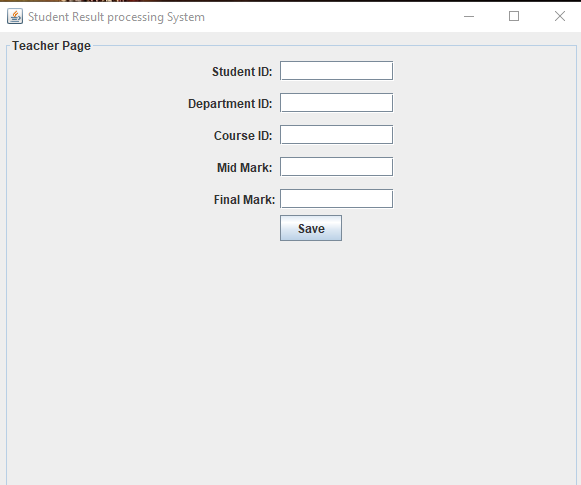 Student Result processing System
Teacher Page
Student ID:
Department ID:
Course ID:
Mid Mark:
Final Mark:
Save